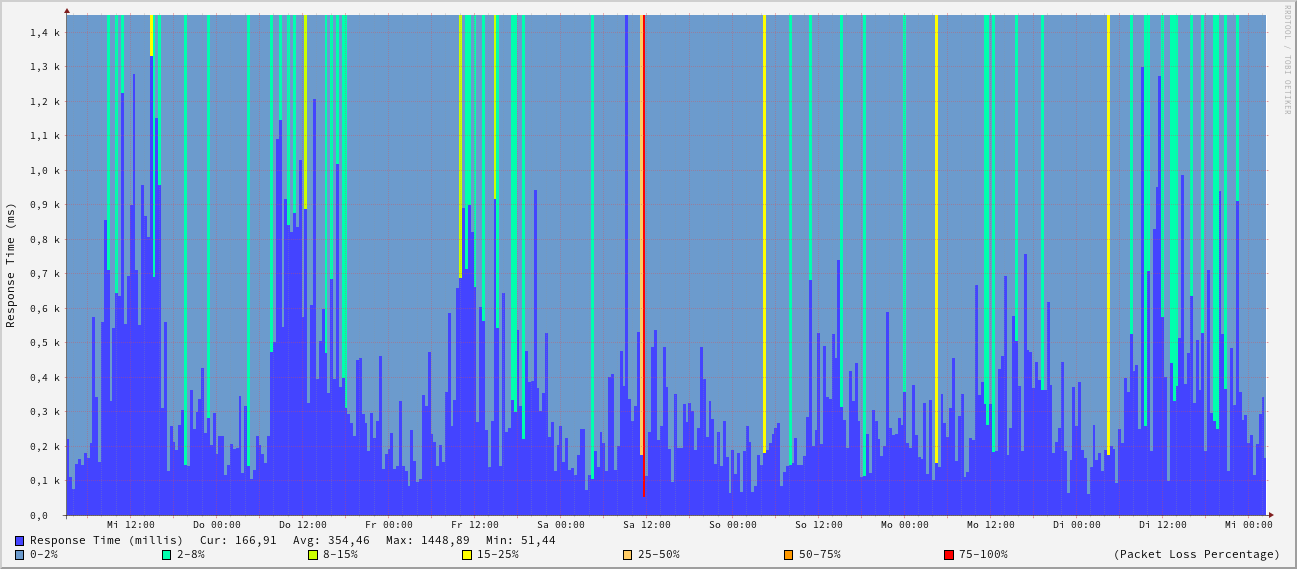 RRDTOOL / TOBI OETIKER
Response Time (ms)
1,4 k
1,3 k
1,2 k
1,1 k
1,0 k
0,9 k
0,8 k
0,7 k
0,6 k
0,5 k
0,4 k
0,3 k
0,2 k
0,1 k
0,0
Mi 12:00 Do 00:00 Do 12:00 Fr 00:00 Fr 12:00 Sa 00:00 Sa 12:00 So 00:00 So 12:00 Mo 00:00 Mo 12:00 Di 00:00 Di 12:00 Mi 00:00
Response Time (millis) Cur: 166,91 Avg: 354,46 Max: 1448,89 Min: 51,44
0-2% 2-8% 8-15% 15-25% 25-50% 50-75% 75-100% (Packet Loss Percentage)